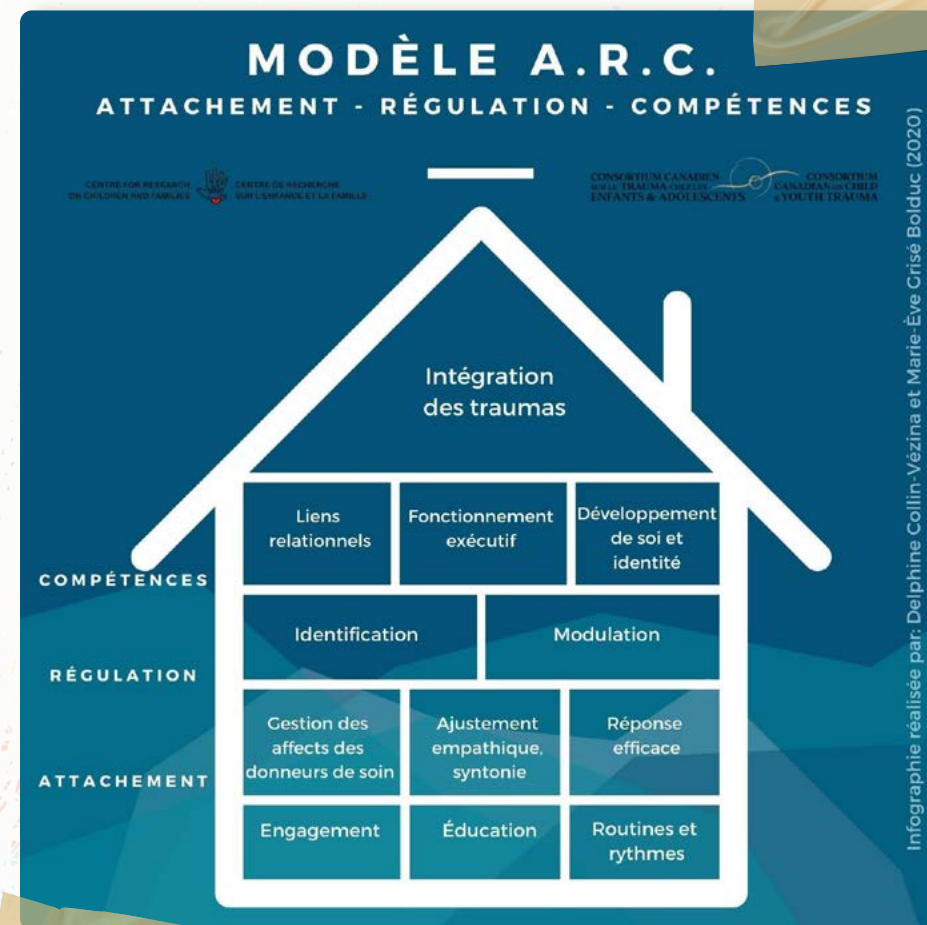 MODÈLE A.R.C.
ATTACHEMENT - RÉGULATION - COMPÉTENCES
CENTRE FOR RESEARCH
ON CHILDREN AND FAMILIES
CENTRE DE RECHERCHE
SUR L'ENFANCE ET LA FAMILLE
CONSORTIUM CANADIEN
SUR LE TRAUMA CHEZ LES
ENFANTS & ADOLESCENTS
CONSORTIUM
CANADIAN ON CHILD
& YOUTH TRAUMA
Intégration
des traumas
Liens
relationnels
Fonctionnement
exécutif
Développement
de soi et
identité
COMPÉTENCES
Identification
Modulation
RÉGULATION
Gestion des
affects des
donneurs de soin
Ajustement
empathique,
syntonie
Réponse
efficace
ATTACHEMENT
Engagement
Éducation
Routines et
rythmes
Infographie réalisée par: Delphine Collin-Vézina et Marie-Ève Grisé Bolduc (2020)